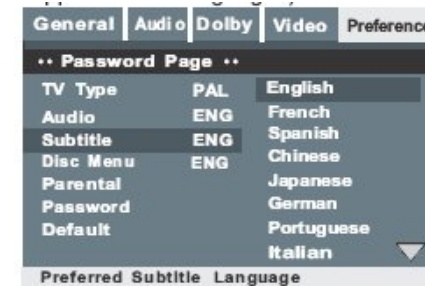 General Audio Dolby Video Preference
•• Password Page ••
TV Type PAL English
Audio ENG French
Subtitle ENG Spanish
Disc Menu ENG Chinese
Parental Japanese
Password German
Default Portuguese
Italian
Preferred Subtitle Language